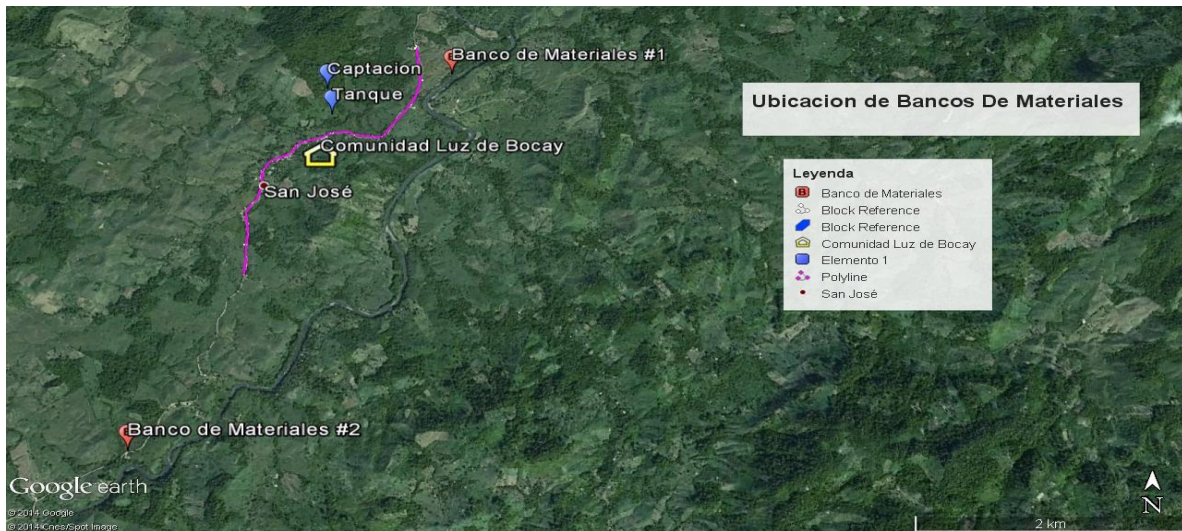 Banco de Materiales #1
Captacion
Tanque
Ubicacion de Bancos De Materiales
Comunidad Luz de Bocay
San José
Leyenda
B Banco de Materiales
Block Reference
Block Reference
Comunidad Luz de Bocay
Elemento 1
Polyline
San José
Banco de Materiales #2
Google earth
© 2014 Google
© 2014 Cnes/Spot Image
N
2 km